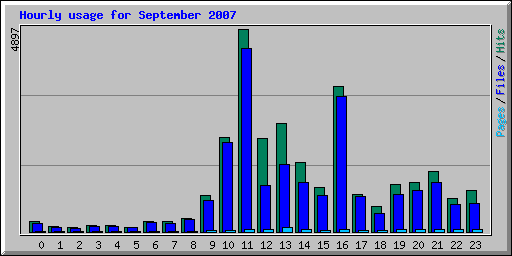 Hourly usage for September 2007
4897
Pages/Files/Hits
0 1 2 3 4 5 6 7 8 9 10 11 12 13 14 15 16 17 18 19 20 21 22 23